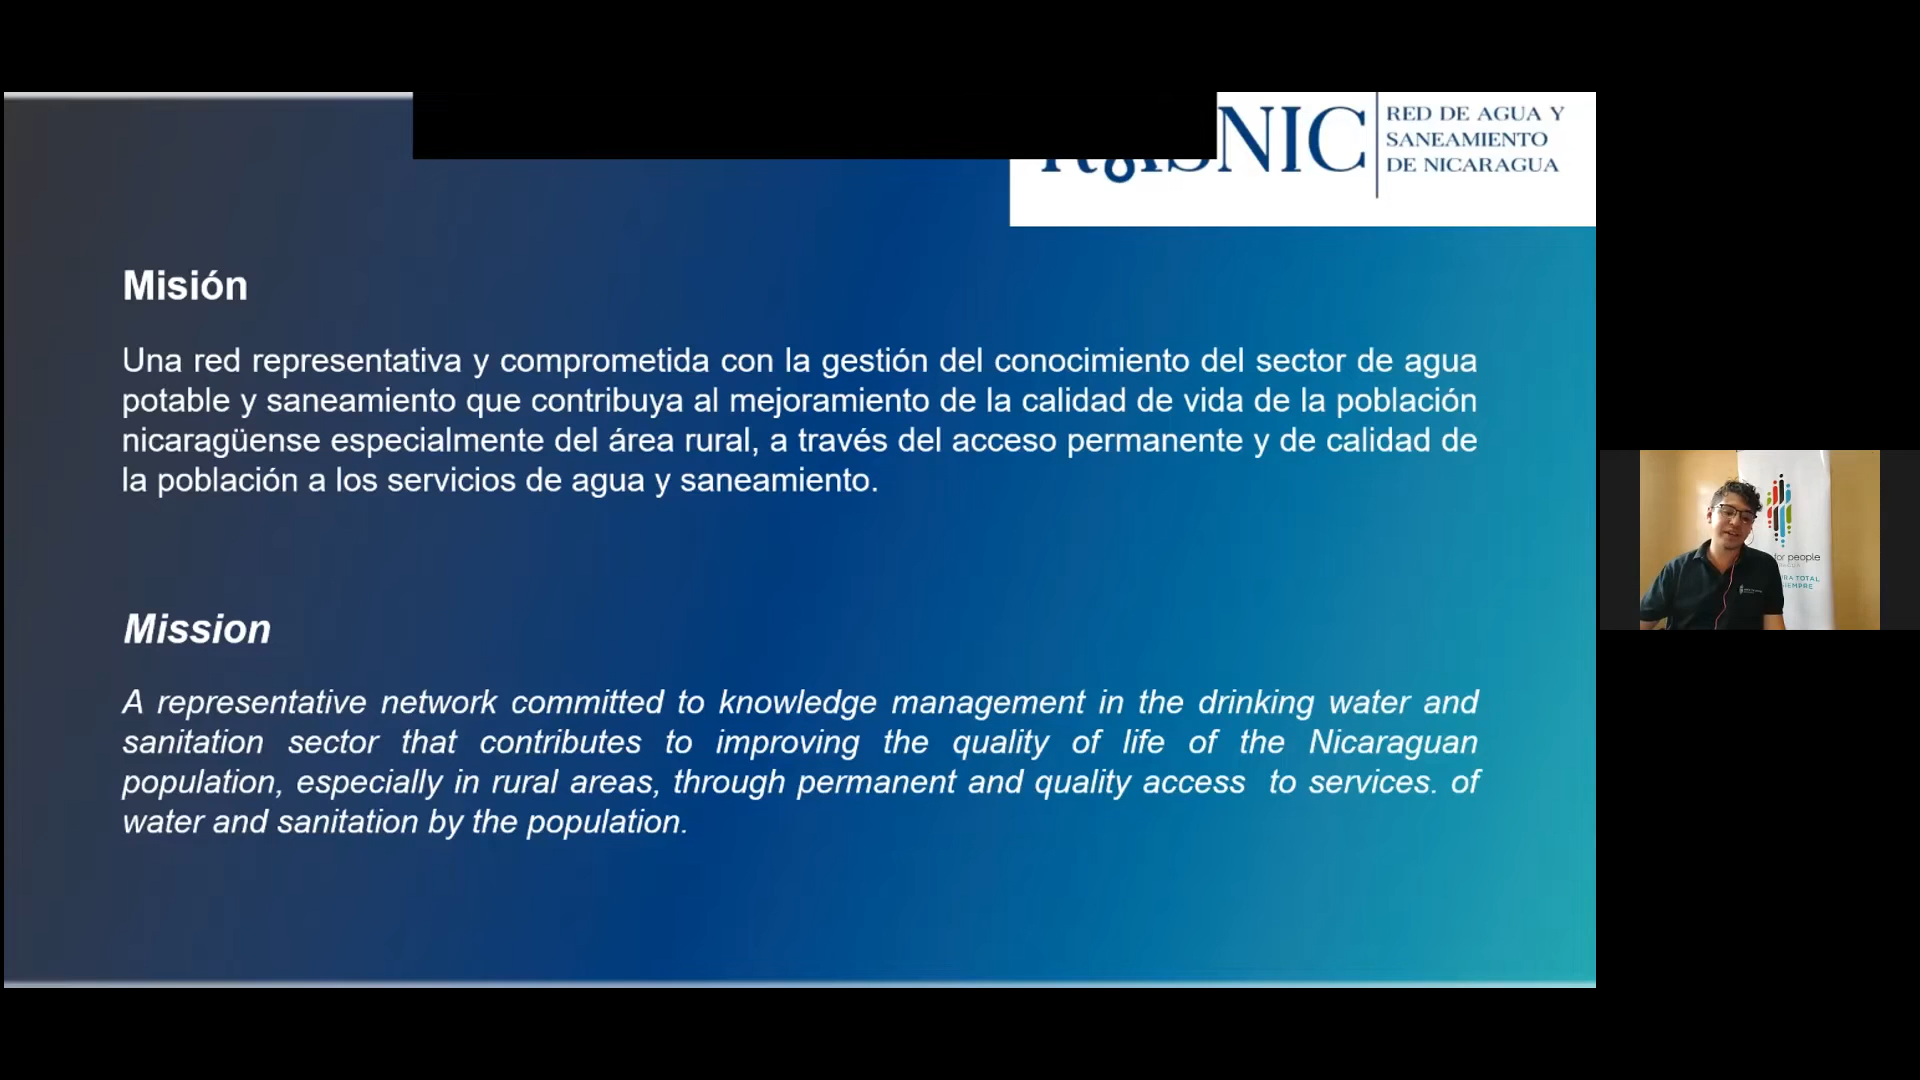 NIC
RED DE AGUA Y
SANEAMIENTO
DE NICARAGUA
Misión
Una red representativa y comprometida con la gestión del conocimiento del sector de agua
potable y saneamiento que contribuya al mejoramiento de la calidad de vida de la población
nicaragüense especialmente del área rural, a través del acceso permanente y de calidad de
la población a los servicios de agua y saneamiento.
Mission
A representative network committed to knowledge management in the drinking water and
sanitation sector that contributes to improving the quality of life of the Nicaraguan
population, especially in rural areas, through permanent and quality access to services. of
water and sanitation by the population.
for people
TOTAL
SIEMPRE